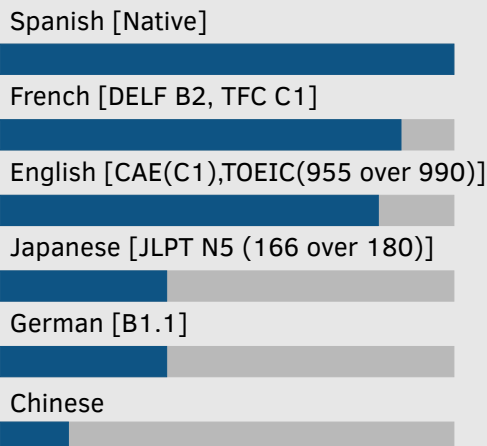 Spanish [Native]
French [DELF B2, TFC C1]
English [CAE(C1),TOEIC(955 over 990)]
Japanese [JLPT N5 (166 over 180)]
German [B1.1]
Chinese